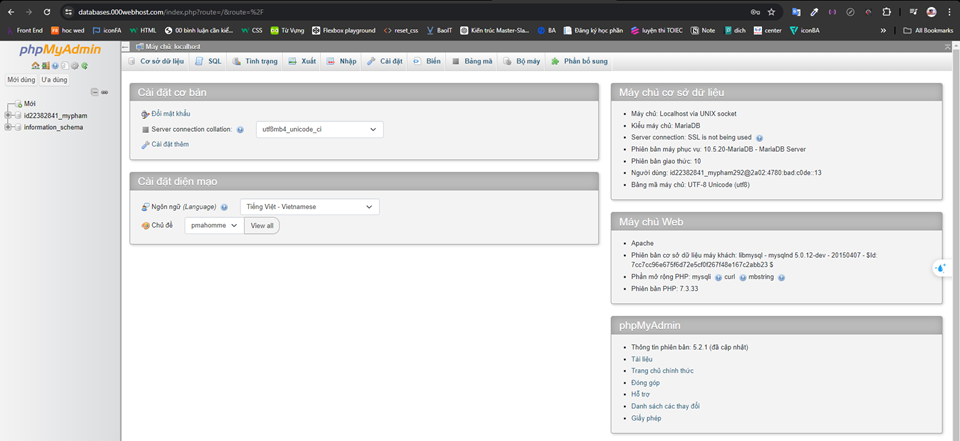 databases.000webhost.com/index.php?route=/&route=%2F
Front End
học wed
iconFA
HTML
00 bình luận cần kiể...
CSS
Từ Vựng
Flexbox playground
reset_css
BaoIT
Kiến trúc Master-Sla...
BA
Đăng ký học phần
luyện thi TOEIC
Note
dich
center
iconBA
All Bookmarks
phpMyAdmin
Mới dùng
Ưa dùng
Mới
id22382841_mypham
information_schema
Máy chủ: localhost
Cơ sở dữ liệu
SQL
Tình trạng
Xuất
Nhập
Cài đặt
Biến
Bảng mã
Bộ máy
Phần bổ sung
Cài đặt cơ bản
Đổi mật khẩu
Server connection collation:
utf8mb4_unicode_ci
Cài đặt thêm
Cài đặt diện mạo
Ngôn ngữ (Language)
Tiếng Việt - Vietnamese
Chủ đề
pmahomme
View all
Máy chủ cơ sở dữ liệu
Máy chủ: Localhost via UNIX socket
Kiểu máy chủ: MariaDB
Server connection: SSL is not being used
Phiên bản máy phục vụ: 10.5.20-MariaDB - MariaDB Server
Phiên bản giao thức: 10
Người dùng: id22382841_mypham292@2a02:4780:bad:c0de::13
Bảng mã máy chủ: UTF-8 Unicode (utf8)
Máy chủ Web
Apache
Phiên bản cơ sở dữ liệu máy khách: libmysql - mysqlnd 5.0.12-dev - 20150407 - $Id:
7cc7cc96e675f6d72e5cf0f267f48e167c2abb23 $
Phần mở rộng PHP: mysqli curl mbstring
Phiên bản PHP: 7.3.33
phpMyAdmin
Thông tin phiên bản: 5.2.1 (đã cập nhật)
Tài liệu
Trang chủ chính thức
Đóng góp
Hỗ trợ
Danh sách các thay đổi
Giấy phép